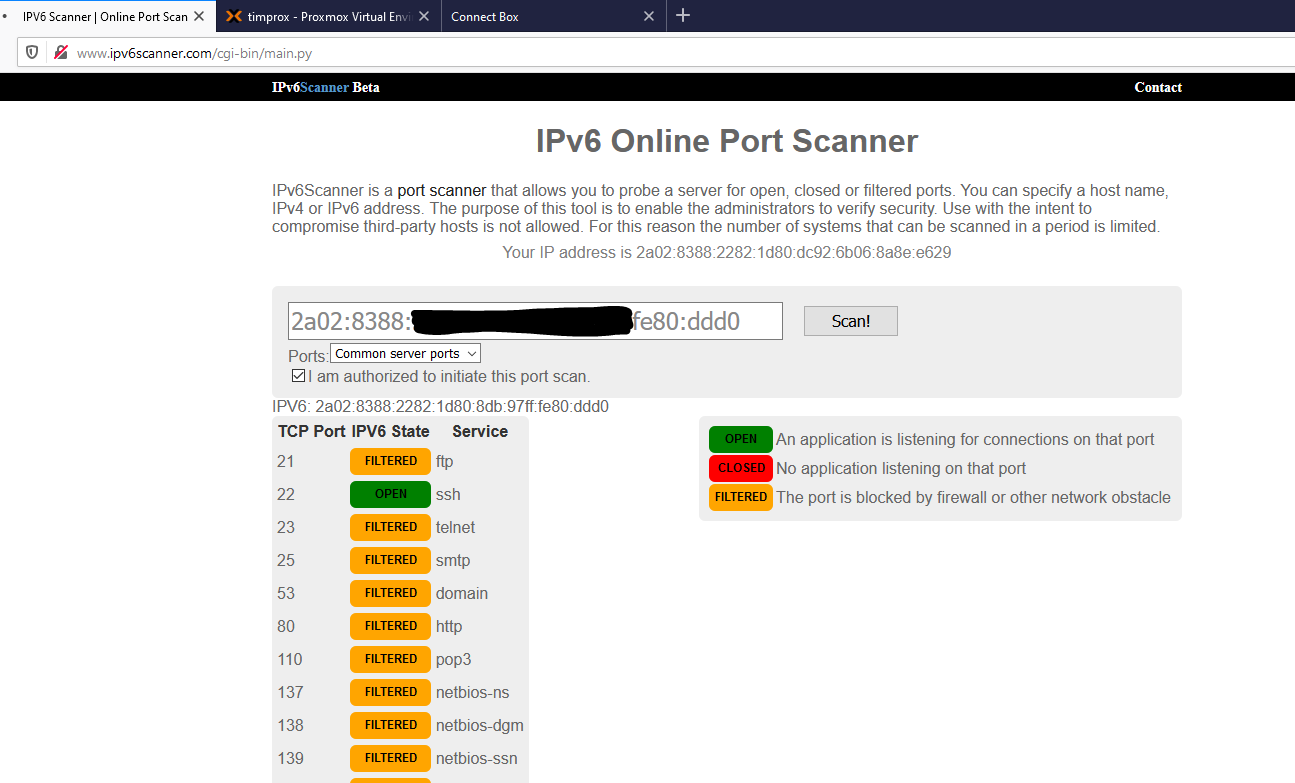 IPV6 Scanner | Online Port Scan
timprox - Proxmox Virtual Envi
Connect Box
www.ipv6scanner.com/cgi-bin/main.py
IPv6Scanner Beta
Contact
IPv6 Online Port Scanner
IPv6Scanner is a port scanner that allows you to probe a server for open, closed or filtered ports. You can specify a host name,
IPv4 or IPv6 address. The purpose of this tool is to enable the administrators to verify security. Use with the intent to
compromise third-party hosts is not allowed. For this reason the number of systems that can be scanned in a period is limited.
Your IP address is 2a02:8388:2282:1d80:dc92:6b06:8a8e:e629
2a02:8388: fe80:ddd0
Scan!
Ports: Common server ports
I am authorized to initiate this port scan.
IPV6: 2a02:8388:2282:1d80:8db:97ff:fe80:ddd0
TCP Port IPV6 State Service
21 FILTERED ftp
22 OPEN ssh
23 FILTERED telnet
25 FILTERED smtp
53 FILTERED domain
80 FILTERED http
110 FILTERED pop3
137 FILTERED netbios-ns
138 FILTERED netbios-dgm
139 FILTERED netbios-ssn
OPEN An application is listening for connections on that port
CLOSED No application listening on that port
FILTERED The port is blocked by firewall or other network obstacle